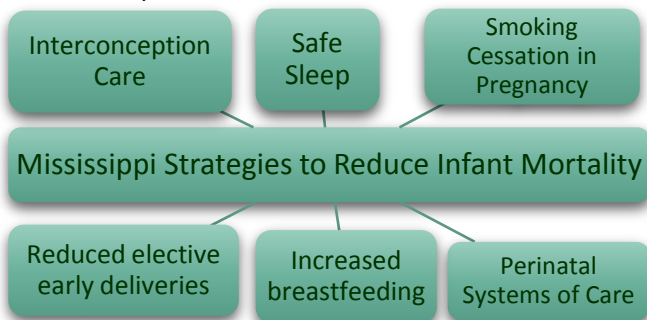 Interconception
Care
Safe
Sleep
Smoking
Cessation in
Pregnancy
Mississippi Strategies to Reduce Infant Mortality
Reduced elective
early deliveries
Increased
breastfeeding
Perinatal
Systems of Care